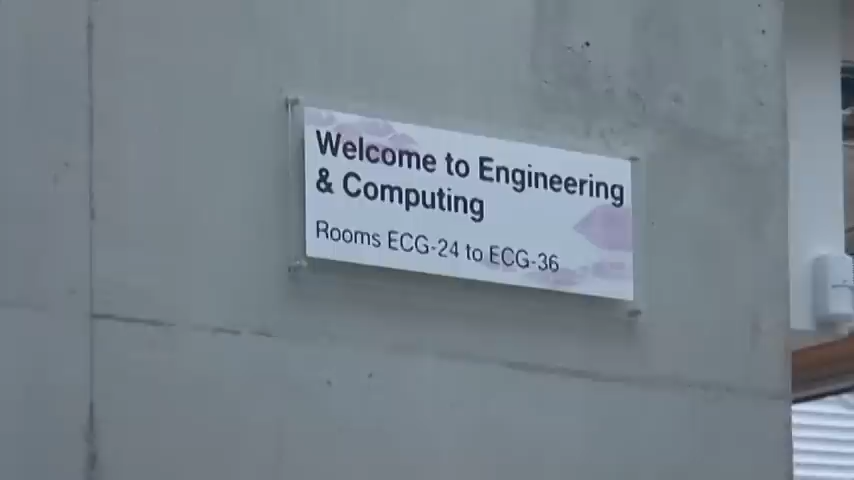 Welcome to Engineering
& Computing
Rooms ECG-24 to ECG-36